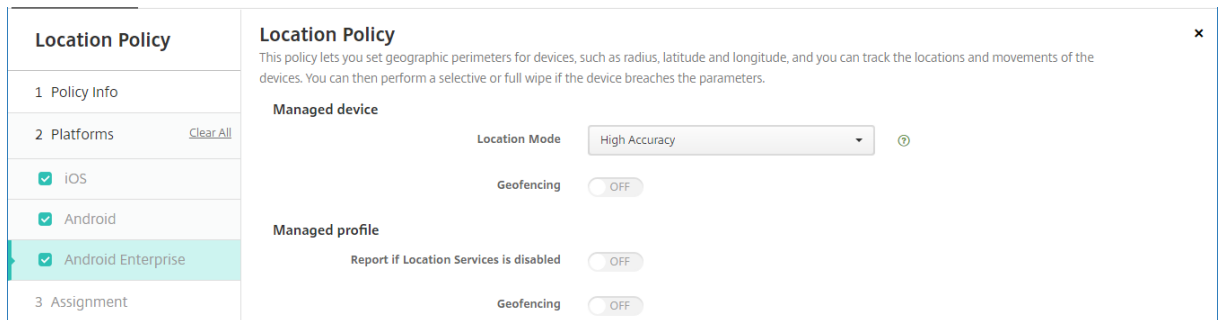 Location Policy
1 Policy Info
2 Platforms
Clear All
iOS
Android
Android Enterprise
3 Assignment
Location Policy
This policy lets you set geographic perimeters for devices, such as radius, latitude and longitude, and you can track the locations and movements of the
devices. You can then perform a selective or full wipe if the device breaches the parameters.
Managed device
Location Mode
High Accuracy
Geofencing
OFF
Managed profile
Report if Location Services is disabled
OFF
Geofencing
OFF